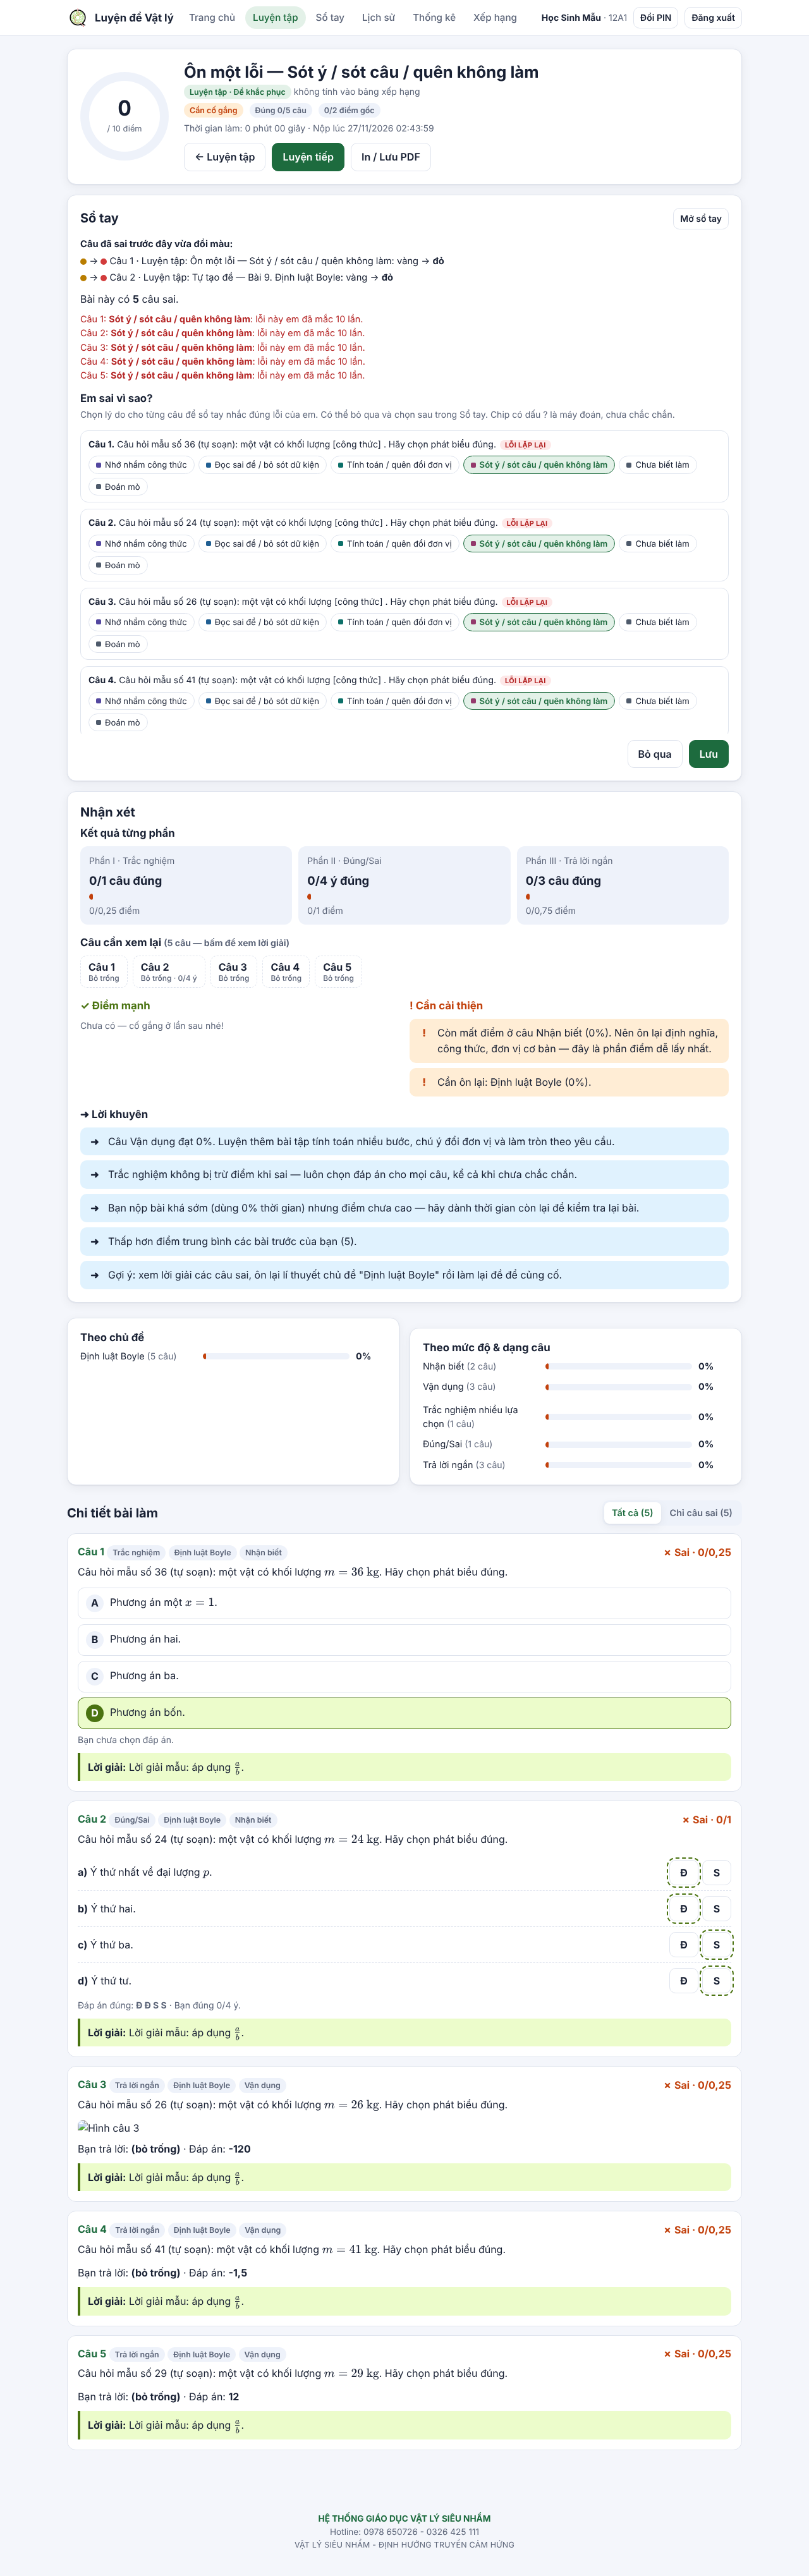 Luyện đề Vật lý Trang chủ Luyện tập Sổ tay Lịch sử Thống kê Xếp hạng Học Sinh Mẫu · 12A1 Đổi PIN Đăng xuất
0
/ 10 điểm
Ôn một lỗi — Sót ý / sót câu / quên không làm
Luyện tập · Đề khắc phục không tính vào bảng xếp hạng
Cần cố gắng Đúng 0/5 câu 0/2 điểm gốc
Thời gian làm: 0 phút 00 giây · Nộp lúc 27/11/2026 02:43:59
← Luyện tập Luyện tiếp In / Lưu PDF
Sổ tay Mở sổ tay
Câu đã sai trước đây vừa đổi màu:
→ Câu 1 · Luyện tập: Ôn một lỗi — Sót ý / sót câu / quên không làm: vàng → đỏ
→ Câu 2 · Luyện tập: Tự tạo đề — Bài 9. Định luật Boyle: vàng → đỏ
Bài này có 5 câu sai.
Câu 1: Sót ý / sót câu / quên không làm: lỗi này em đã mắc 10 lần.
Câu 2: Sót ý / sót câu / quên không làm: lỗi này em đã mắc 10 lần.
Câu 3: Sót ý / sót câu / quên không làm: lỗi này em đã mắc 10 lần.
Câu 4: Sót ý / sót câu / quên không làm: lỗi này em đã mắc 10 lần.
Câu 5: Sót ý / sót câu / quên không làm: lỗi này em đã mắc 10 lần.
Em sai vì sao?
Chọn lý do cho từng câu để sổ tay nhắc đúng lỗi của em. Có thể bỏ qua và chọn sau trong Sổ tay. Chip có dấu ? là máy đoán, chưa chắc chắn.
Câu 1. Câu hỏi mẫu số 36 (tự soạn): một vật có khối lượng [công thức] . Hãy chọn phát biểu đúng. LỖI LẶP LẠI
Nhớ nhầm công thức Đọc sai đề / bỏ sót dữ kiện Tính toán / quên đổi đơn vị Sót ý / sót câu / quên không làm Chưa biết làm
Đoán mò
Câu 2. Câu hỏi mẫu số 24 (tự soạn): một vật có khối lượng [công thức] . Hãy chọn phát biểu đúng. LỖI LẶP LẠI
Nhớ nhầm công thức Đọc sai đề / bỏ sót dữ kiện Tính toán / quên đổi đơn vị Sót ý / sót câu / quên không làm Chưa biết làm
Đoán mò
Câu 3. Câu hỏi mẫu số 26 (tự soạn): một vật có khối lượng [công thức] . Hãy chọn phát biểu đúng. LỖI LẶP LẠI
Nhớ nhầm công thức Đọc sai đề / bỏ sót dữ kiện Tính toán / quên đổi đơn vị Sót ý / sót câu / quên không làm Chưa biết làm
Đoán mò
Câu 4. Câu hỏi mẫu số 41 (tự soạn): một vật có khối lượng [công thức] . Hãy chọn phát biểu đúng. LỖI LẶP LẠI
Nhớ nhầm công thức Đọc sai đề / bỏ sót dữ kiện Tính toán / quên đổi đơn vị Sót ý / sót câu / quên không làm Chưa biết làm
Đoán mò
Bỏ qua Lưu
Nhận xét
Kết quả từng phần
Phần I · Trắc nghiệm Phần II · Đúng/Sai Phần III · Trả lời ngắn
0/1 câu đúng 0/4 ý đúng 0/3 câu đúng
0/0,25 điểm 0/1 điểm 0/0,75 điểm
Câu cần xem lại (5 câu — bấm để xem lời giải)
Câu 1 Câu 2 Câu 3 Câu 4 Câu 5
Bỏ trống Bỏ trống · 0/4 ý Bỏ trống Bỏ trống Bỏ trống
✓ Điểm mạnh
Chưa có — cố gắng ở lần sau nhé!
! Cần cải thiện
! Còn mất điểm ở câu Nhận biết (0%). Nên ôn lại định nghĩa,
công thức, đơn vị cơ bản — đây là phần điểm dễ lấy nhất.
! Cần ôn lại: Định luật Boyle (0%).
➜ Lời khuyên
➜ Câu Vận dụng đạt 0%. Luyện thêm bài tập tính toán nhiều bước, chú ý đổi đơn vị và làm tròn theo yêu cầu.
➜ Trắc nghiệm không bị trừ điểm khi sai — luôn chọn đáp án cho mọi câu, kể cả khi chưa chắc chắn.
➜ Bạn nộp bài khá sớm (dùng 0% thời gian) nhưng điểm chưa cao — hãy dành thời gian còn lại để kiểm tra lại bài.
➜ Thấp hơn điểm trung bình các bài trước của bạn (5).
➜ Gợi ý: xem lời giải các câu sai, ôn lại lí thuyết chủ đề "Định luật Boyle" rồi làm lại đề để củng cố.
Theo chủ đề
Định luật Boyle (5 câu) 0%
Theo mức độ & dạng câu
Nhận biết (2 câu) 0%
Vận dụng (3 câu) 0%
Trắc nghiệm nhiều lựa
chọn (1 câu) 0%
Đúng/Sai (1 câu) 0%
Trả lời ngắn (3 câu) 0%
Chi tiết bài làm Tất cả (5) Chỉ câu sai (5)
Câu 1 Trắc nghiệm Định luật Boyle Nhận biết × Sai · 0/0,25
Câu hỏi mẫu số 36 (tự soạn): một vật có khối lượng m = 36 kg. Hãy chọn phát biểu đúng.
A Phương án một x = 1.
B Phương án hai.
C Phương án ba.
D Phương án bốn.
Bạn chưa chọn đáp án.
Lời giải: Lời giải mẫu: áp dụng a/b.
Câu 2 Đúng/Sai Định luật Boyle Nhận biết × Sai · 0/1
Câu hỏi mẫu số 24 (tự soạn): một vật có khối lượng m = 24 kg. Hãy chọn phát biểu đúng.
a) Ý thứ nhất về đại lượng p. Đ S
b) Ý thứ hai. Đ S
c) Ý thứ ba. Đ S
d) Ý thứ tư. Đ S
Đáp án đúng: Đ Đ S S · Bạn đúng 0/4 ý.
Lời giải: Lời giải mẫu: áp dụng a/b.
Câu 3 Trả lời ngắn Định luật Boyle Vận dụng × Sai · 0/0,25
Câu hỏi mẫu số 26 (tự soạn): một vật có khối lượng m = 26 kg. Hãy chọn phát biểu đúng.
Hình câu 3
Bạn trả lời: (bỏ trống) · Đáp án: -120
Lời giải: Lời giải mẫu: áp dụng a/b.
Câu 4 Trả lời ngắn Định luật Boyle Vận dụng × Sai · 0/0,25
Câu hỏi mẫu số 41 (tự soạn): một vật có khối lượng m = 41 kg. Hãy chọn phát biểu đúng.
Bạn trả lời: (bỏ trống) · Đáp án: -1,5
Lời giải: Lời giải mẫu: áp dụng a/b.
Câu 5 Trả lời ngắn Định luật Boyle Vận dụng × Sai · 0/0,25
Câu hỏi mẫu số 29 (tự soạn): một vật có khối lượng m = 29 kg. Hãy chọn phát biểu đúng.
Bạn trả lời: (bỏ trống) · Đáp án: 12
Lời giải: Lời giải mẫu: áp dụng a/b.
HỆ THỐNG GIÁO DỤC VẬT LÝ SIÊU NHẨM
Hotline: 0978 650726 - 0326 425 111
VẬT LÝ SIÊU NHẨM - ĐỊNH HƯỚNG TRUYỀN CẢM HỨNG